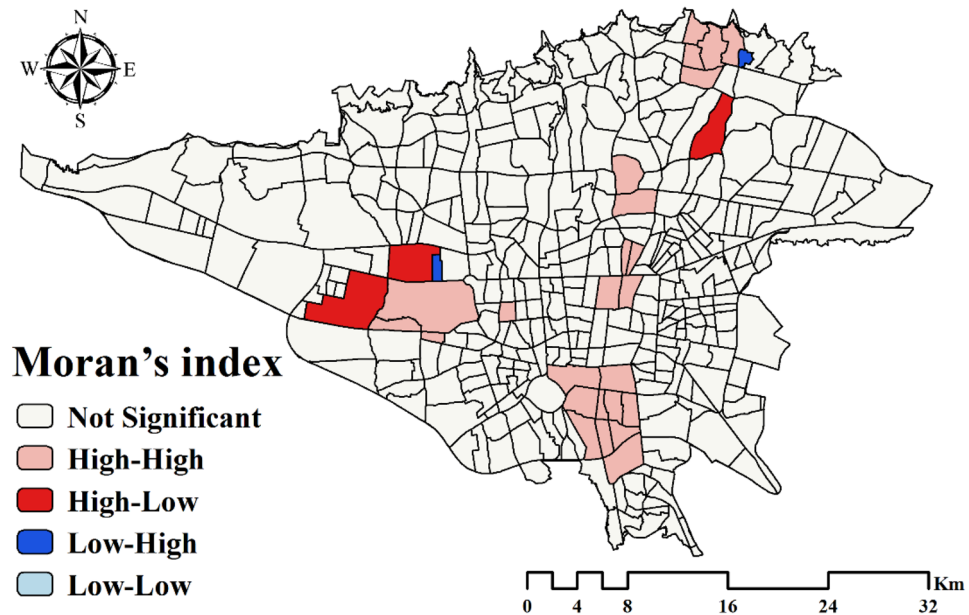 N
W E
S
Moran's index
Not Significant
High-High
High-Low
Low-High
Low-Low
Km
0 4 8 16 24 32